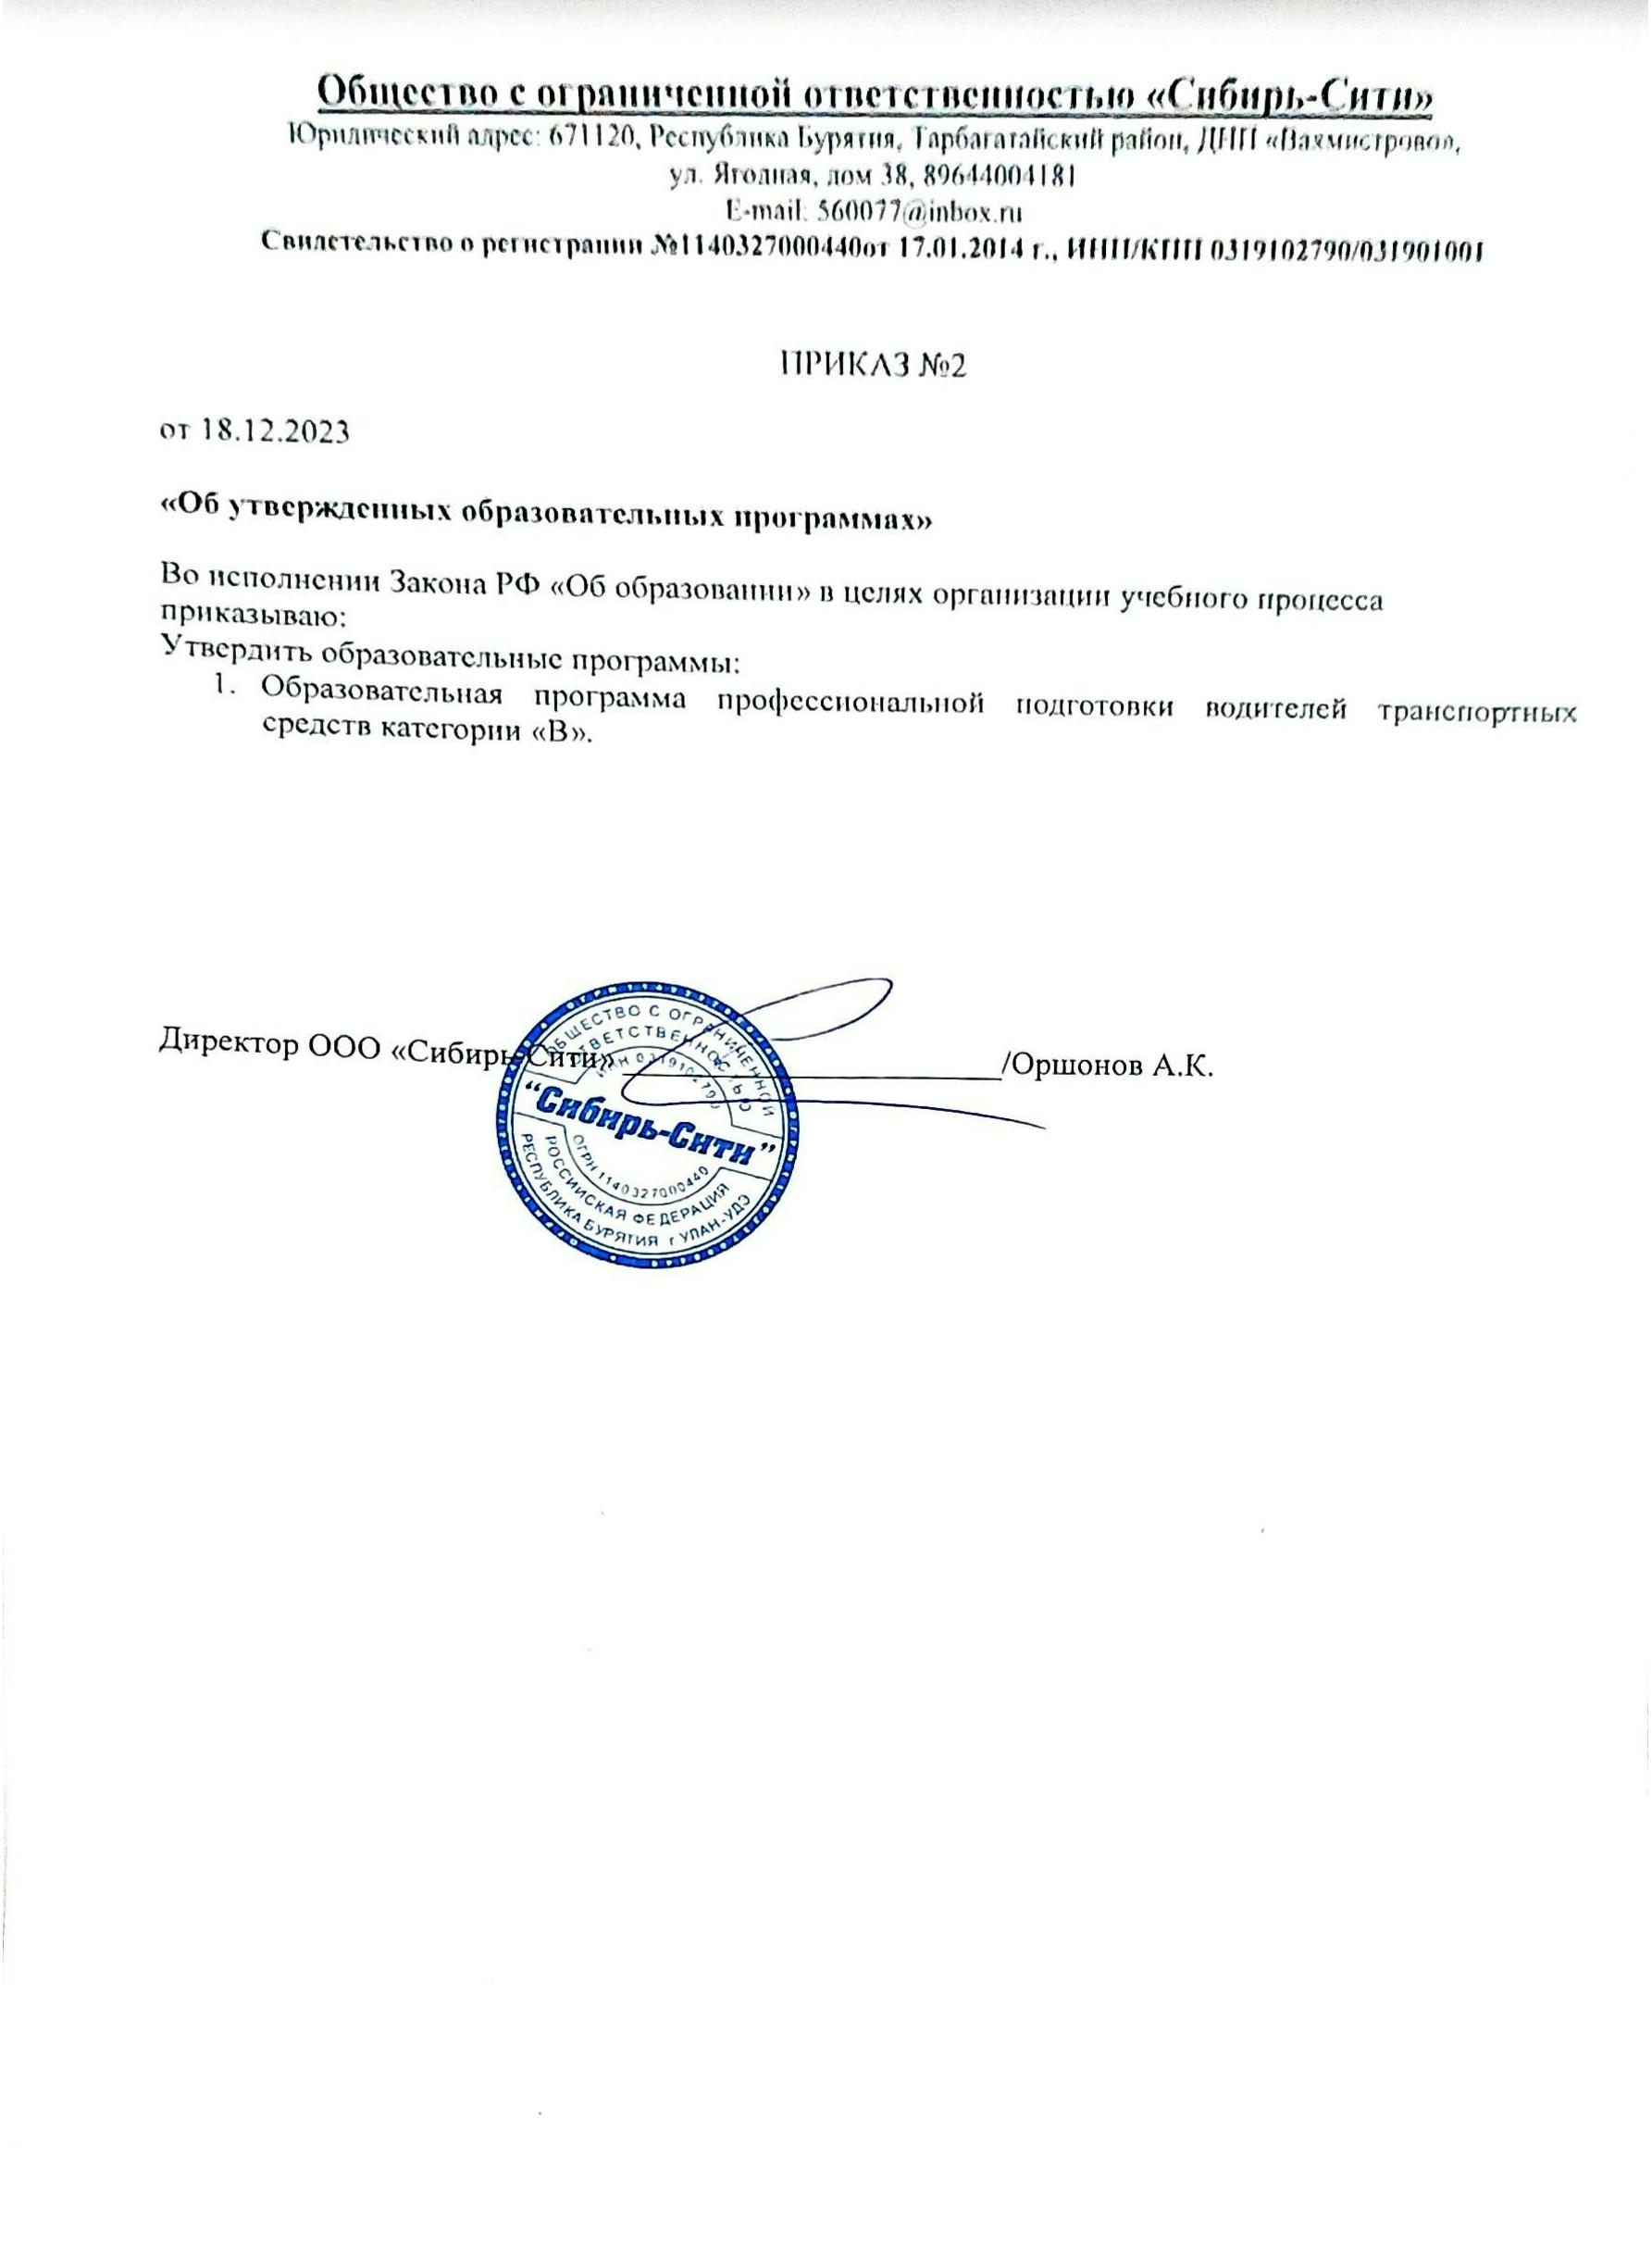 Общество с ограниченной ответственностью «Сибирь-Сити»
Юридический адрес: 671120, Республика Бурятия, Тарбагатайский район, ДНП «Вахмистрово»,
ул. Ягодная, дом 38, 89644004181
E-mail: 560077@inbox.ru
Свидетельство о регистрации №1140327000440от 17.01.2014 г., ИНН/КПП 0319102790/031901001
ПРИКАЗ №2
от 18.12.2023
«Об утвержденных образовательных программах»
Во исполнении Закона РФ «Об образовании» в целях организации учебного процесса
приказываю:
Утвердить образовательные программы:
1. Образовательная программа профессиональной подготовки водителей транспортных
средств категории «В».
Директор ООО «Сибирь-Сити» /Оршонов А.К.
ОБЩЕСТВО С ОГРАНИЧЕННОЙ
ОТВЕТСТВЕННОСТЬЮ
ИНН 0319102790
"Сибирь-Сити"
ОГРН 1140327000440
РОССИЙСКАЯ ФЕДЕРАЦИЯ
РЕСПУБЛИКА БУРЯТИЯ г УЛАН-УДЭ